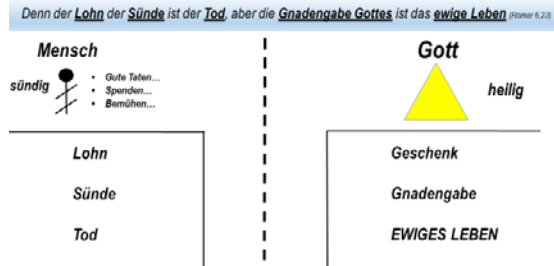 Denn der Lohn der Sünde ist der Tod, aber die Gnadengabe Gottes ist das ewige Leben (Römer 6,23)
Mensch
sündig
• Gute Taten…
• Spenden…
• Bemühen…
Lohn
Sünde
Tod
Gott
heilig
Geschenk
Gnadengabe
EWIGES LEBEN